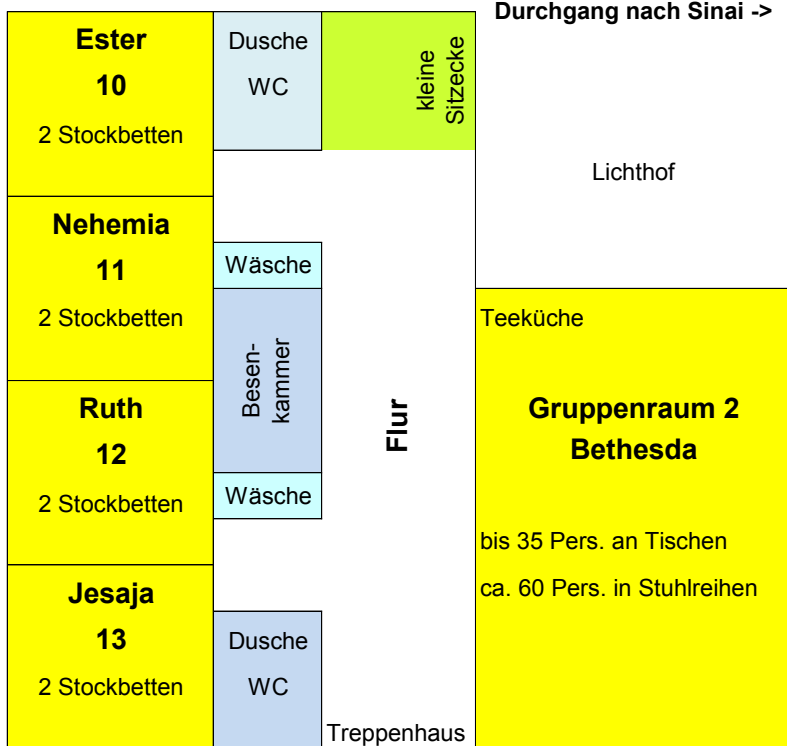 Durchgang nach Sinai ->
Ester
10
2 Stockbetten
Dusche
WC
kleine
Sitzecke
Lichthof
Nehemia
11
2 Stockbetten
Wäsche
Besen-
kammer
Wäsche
Ruth
12
2 Stockbetten
Flur
Teeküche
Gruppenraum 2
Bethesda
bis 35 Pers. an Tischen
ca. 60 Pers. in Stuhlreihen
Jesaja
13
2 Stockbetten
Dusche
WC
Treppenhaus